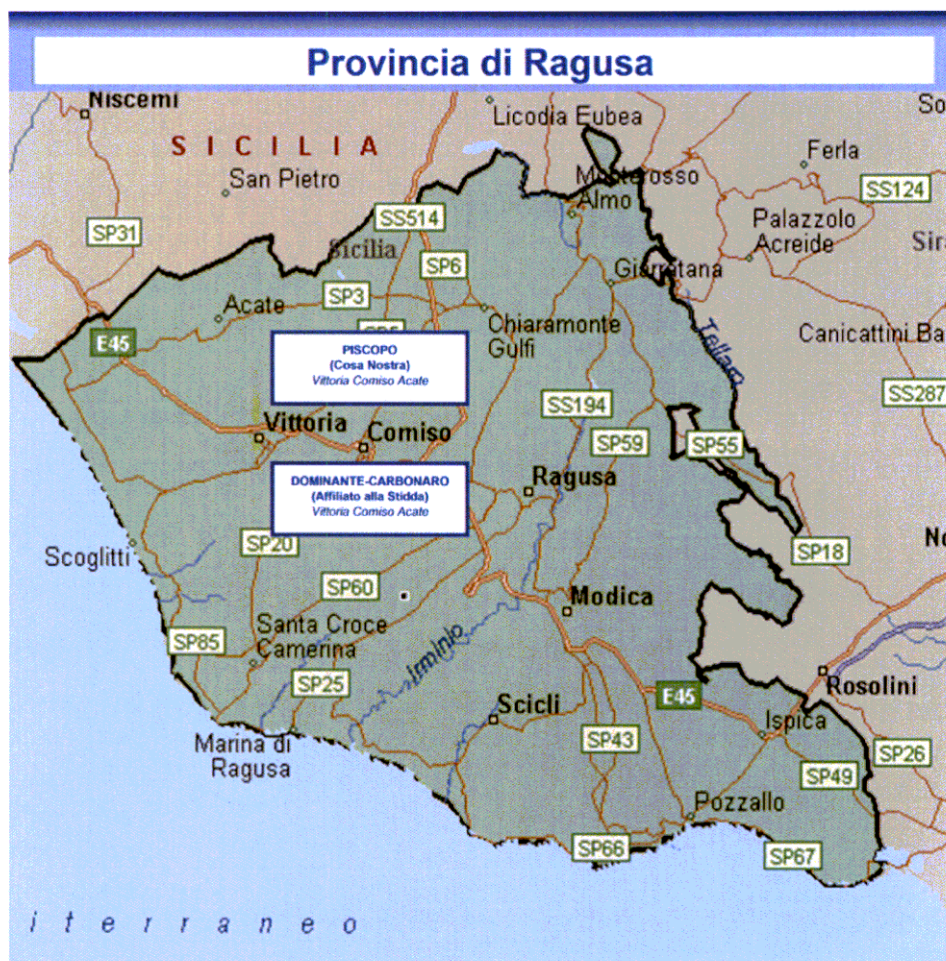 Provincia di Ragusa
Niscemi
Licodia Eubea
So
SICILIA
Ferla
San Pietro
Monterosso
Almo
SS124
SS514
Palazzolo
Acreide
SP31
Sicilia
Sira
SP6
Giarratana
SP3
Acate
Chiaramonte
Gulfi
Tellaro
Canicattini Ba
E45
PISCOPO
(Cosa Nostra)
Vittoria Comiso Acate
SS287
SS194
Vittoria
Comiso
SP59
SP55
DOMINANTE-CARBONARO
(Affiliato alla Stidda)
Vittoria Comiso Acate
Ragusa
No
Scoglitti
SP20
SP18
SP60
Modica
SP85
Santa Croce
Camerina
Irminio
SP25
E45
Rosolini
Scicli
Ispica
Marina di
Ragusa
SP43
SP26
SP49
Pozzallo
SP66
SP67
iterraneo